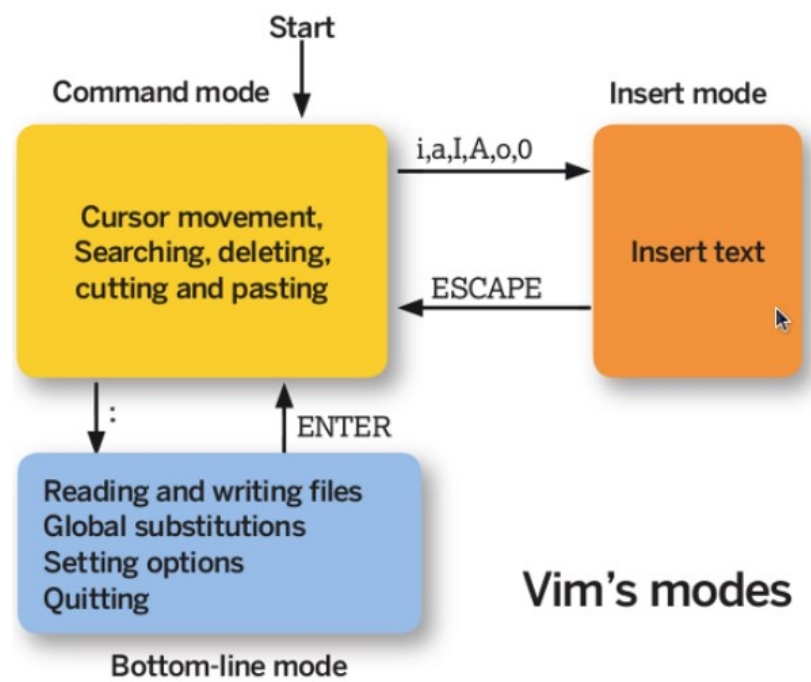 Start
Command mode
Insert mode
i,a,I,A,o,0
Cursor movement,
Searching, deleting,
cutting and pasting
Insert text
ESCAPE
:
ENTER
Reading and writing files
Global substitutions
Setting options
Quitting
Vim's modes
Bottom-line mode